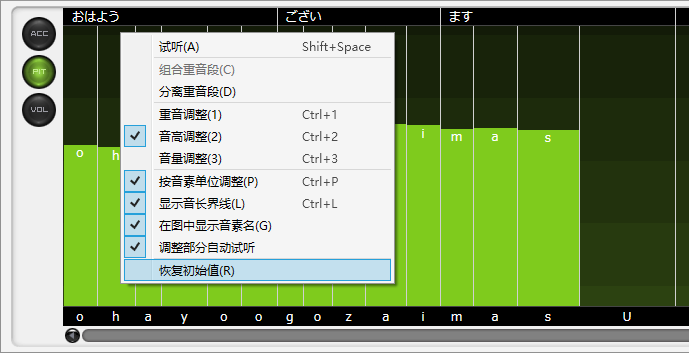 おはよう ござい ます
ACC
PIT
VOL
试听(A) Shift+Space
组合重音段(C)
分离重音段(D)
重音调整(1) Ctrl+1
音高调整(2) Ctrl+2
音量调整(3) Ctrl+3
按音素单位调整(P) Ctrl+P
显示音长界线(L) Ctrl+L
在图中显示音素名(G)
调整部分自动试听
恢复初始值(R)
o h i m a s
o h a y o o g o z a i m a s U